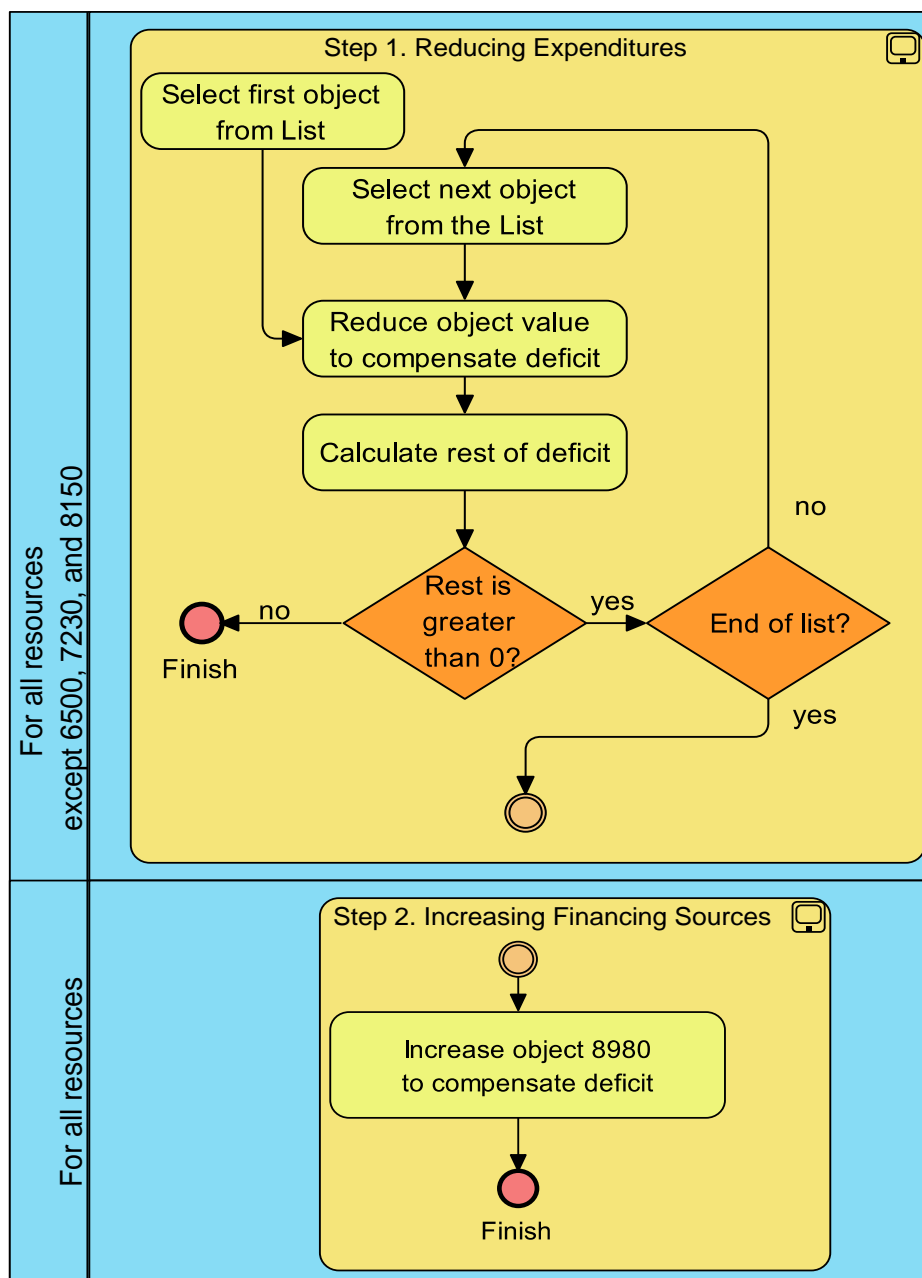 Step 1. Reducing Expenditures
Select first object
from List
Select next object
from the List
Reduce object value
to compensate deficit
Calculate rest of deficit
no
Rest is
greater
than 0?
yes
End of list?
no
Finish
yes
For all resources
except 6500, 7230, and 8150
Step 2. Increasing Financing Sources
Increase object 8980
to compensate deficit
Finish
For all resources